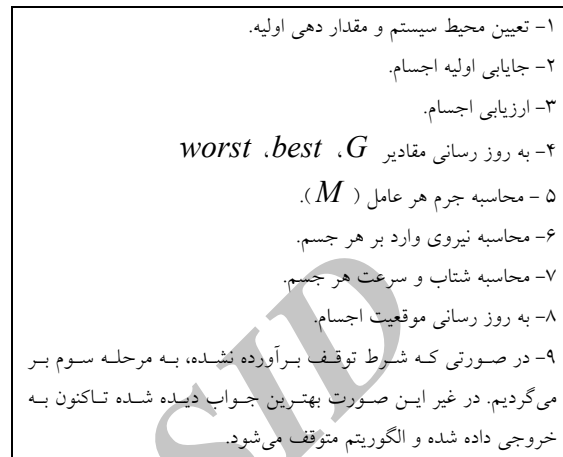 ۱- تعیین محیط سیستم و مقدار دهی اولیه.
۲- جایابی اولیه اجسام.
۳- ارزیابی اجسام.
۴- به روز رسانی مقادیر G، best، worst
۵ - محاسبه جرم هر عامل ( M ).
۶- محاسبه نیروی وارد بر هر جسم.
۷- محاسبه شتاب و سرعت هر جسم.
۸- به روز رسانی موقعیت اجسام.
۹- در صورتی که شرط توقف برآورده نشده، به مرحله سوم بر
می‌گردیم. در غیر این صورت بهترین جواب دیده شده تاکنون به
خروجی داده شده و الگوریتم متوقف می‌شود.
SID